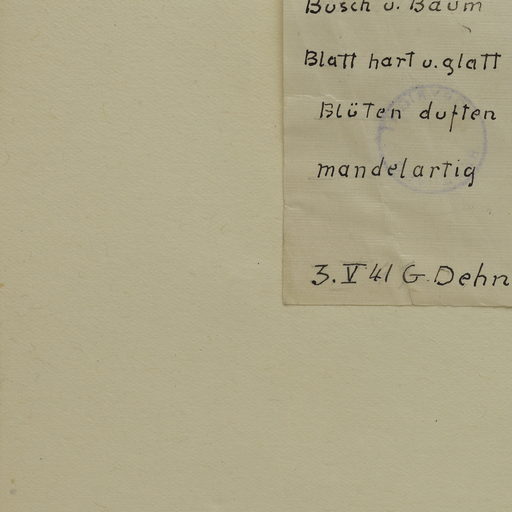 Busch u. Baum
Blatt hart u. glatt
Blüten duften
mandelartig
3. V 41 G. Dehn